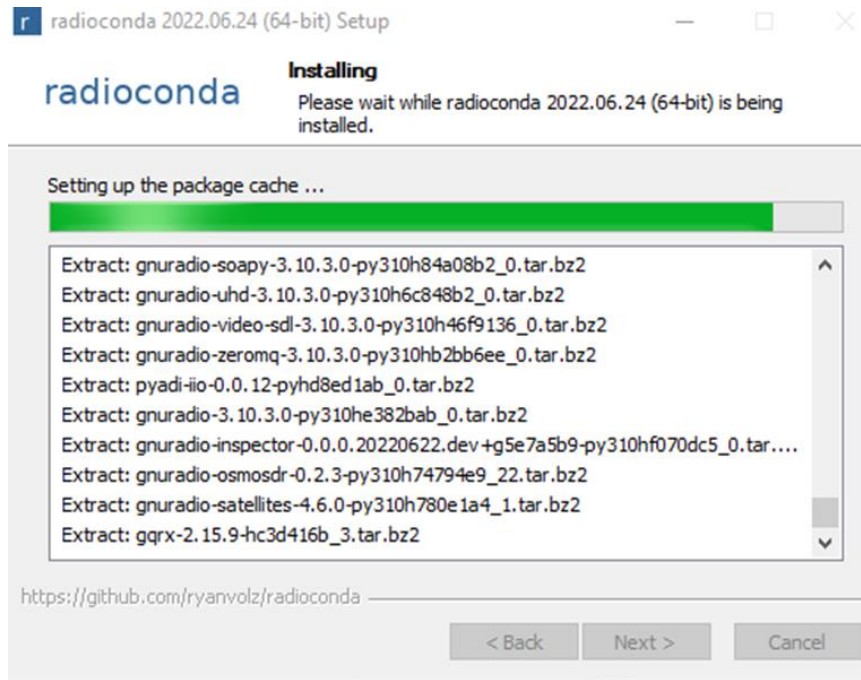 r radioconda 2022.06.24 (64-bit) Setup
radioconda
Installing
Please wait while radioconda 2022.06.24 (64-bit) is being
installed.
Setting up the package cache ...
Extract: gnuradio-soapy-3.10.3.0-py310h84a08b2_0.tar.bz2
Extract: gnuradio-uhd-3.10.3.0-py310h6c848b2_0.tar.bz2
Extract: gnuradio-video-sdl-3.10.3.0-py310h46f9136_0.tar.bz2
Extract: gnuradio-zeromq-3.10.3.0-py310hb2bb6ee_0.tar.bz2
Extract: pyadi-iio-0.0.12-pyhd8ed1ab_0.tar.bz2
Extract: gnuradio-3.10.3.0-py310he382bab_0.tar.bz2
Extract: gnuradio-inspector-0.0.0.20220622.dev+g5e7a5b9-py310hf070dc5_0.tar....
Extract: gnuradio-osmosdr-0.2.3-py310h74794e9_22.tar.bz2
Extract: gnuradio-satellites-4.6.0-py310h780e1a4_1.tar.bz2
Extract: gqrx-2.15.9-hc3d416b_3.tar.bz2
https://github.com/ryanvolz/radioconda
< Back Next > Cancel